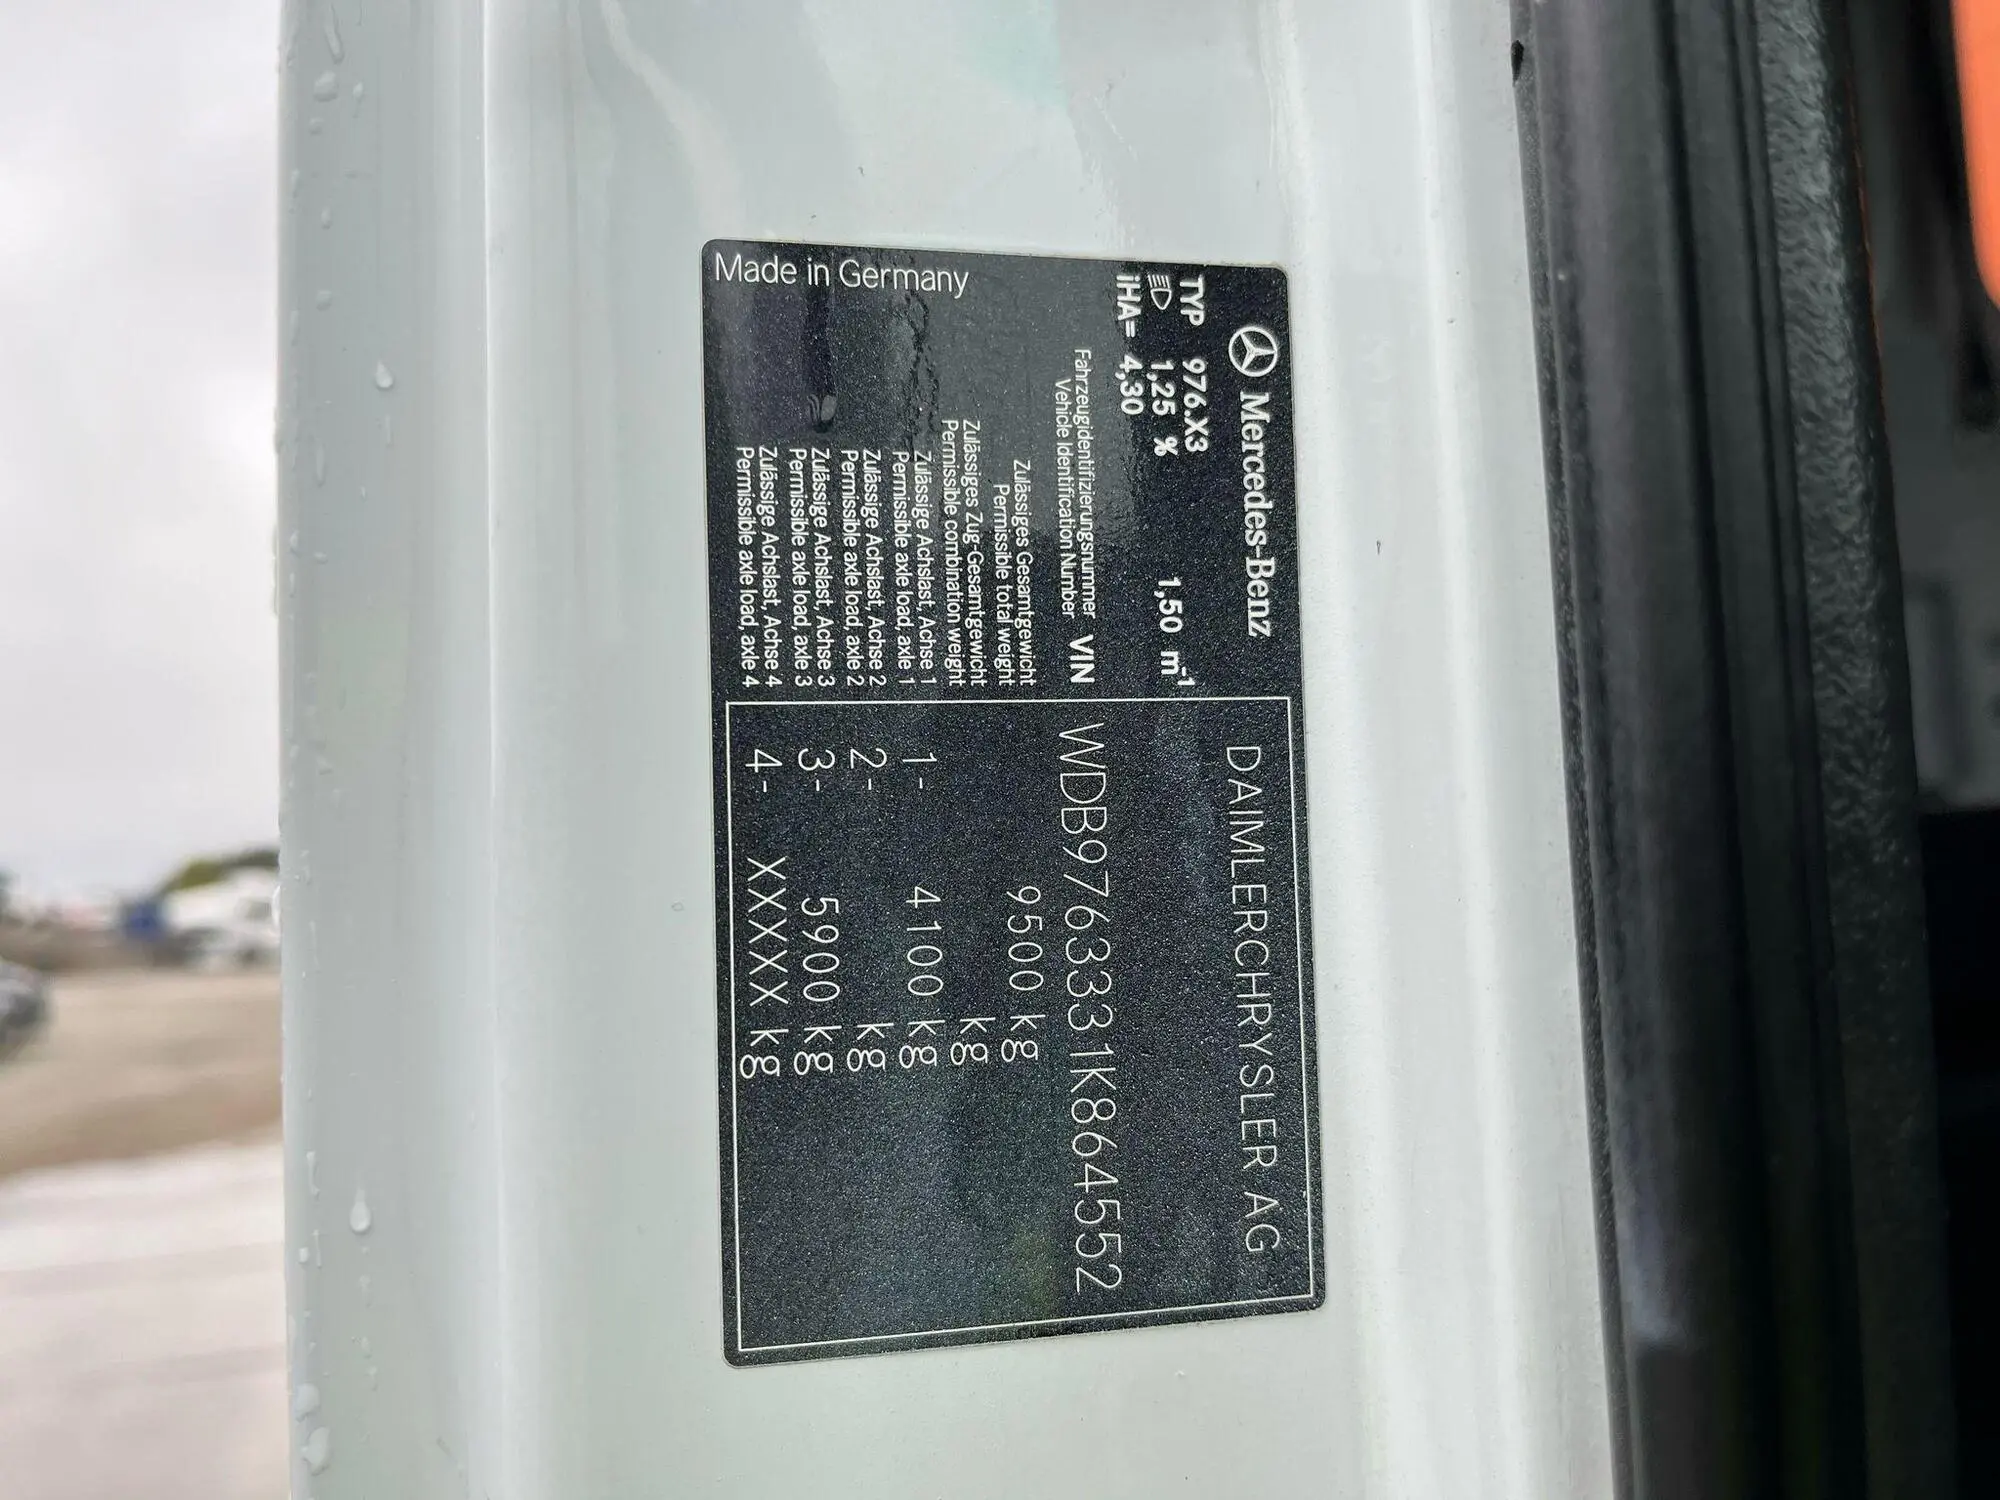 Mercedes-Benz
TYP 976.X3
1,25 % 1,50 m-1
iHA= 4,30
Fahrzeugidentifizierungsnummer
Vehicle Identification Number VIN
Zulässiges Gesamtgewicht
Permissible total weight
Zulässiges Zug-Gesamtgewicht
Permissible combination weight
Zulässige Achslast, Achse 1
Permissible axle load, axle 1
Zulässige Achslast, Achse 2
Permissible axle load, axle 2
Zulässige Achslast, Achse 3
Permissible axle load, axle 3
Zulässige Achslast, Achse 4
Permissible axle load, axle 4
Made in Germany
DAIMLERCHRYSLER AG
WDB9763331K864552
9500 kg
kg
1- 4100 kg
2- kg
3- 5900 kg
4- XXXXX kg